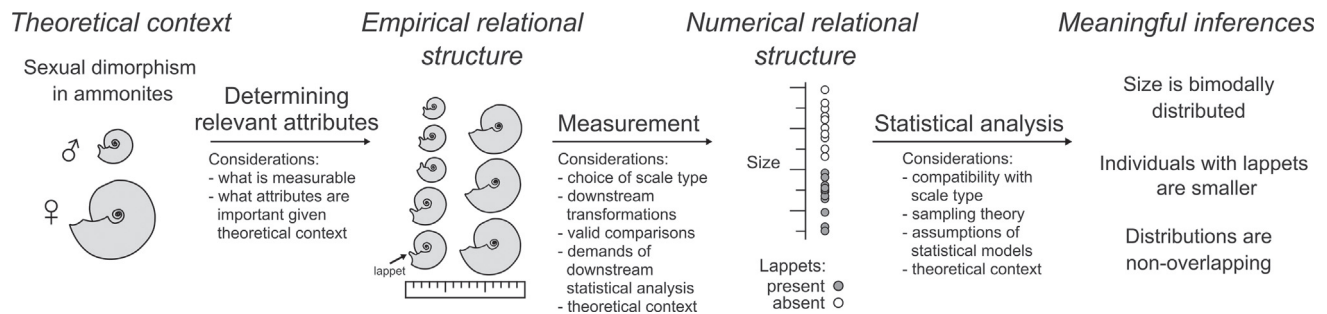 Theoretical context
Sexual dimorphism
in ammonites
♂
♀
Determining
relevant attributes
Considerations:
- what is measurable
- what attributes are
important given
theoretical context
Empirical relational
structure
lappet
Measurement
Considerations:
- choice of scale type
- downstream
transformations
- valid comparisons
- demands of
downstream
statistical analysis
- theoretical context
Numerical relational
structure
Size
Lappets:
present
absent
Statistical analysis
Considerations:
- compatibility with
scale type
- sampling theory
- assumptions of
statistical models
- theoretical context
Meaningful inferences
Size is bimodally
distributed
Individuals with lappets
are smaller
Distributions are
non-overlapping